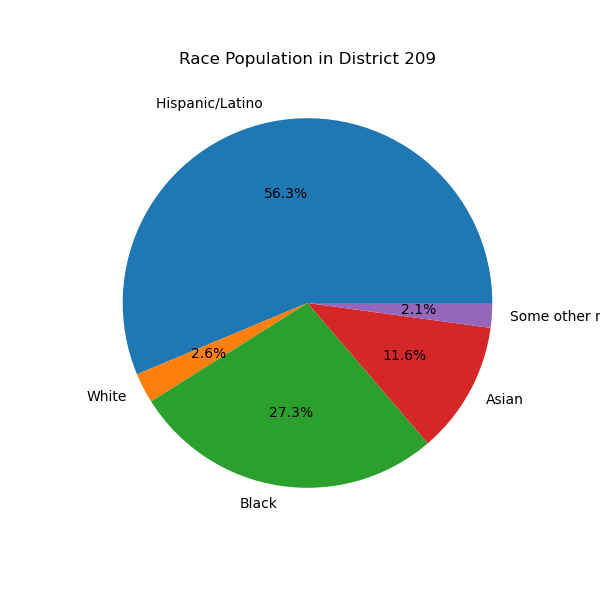 Race Population in District 209
Hispanic/Latino
56.3%
2.1%
Some other
2.6%
11.6%
White
Asian
27.3%
Black